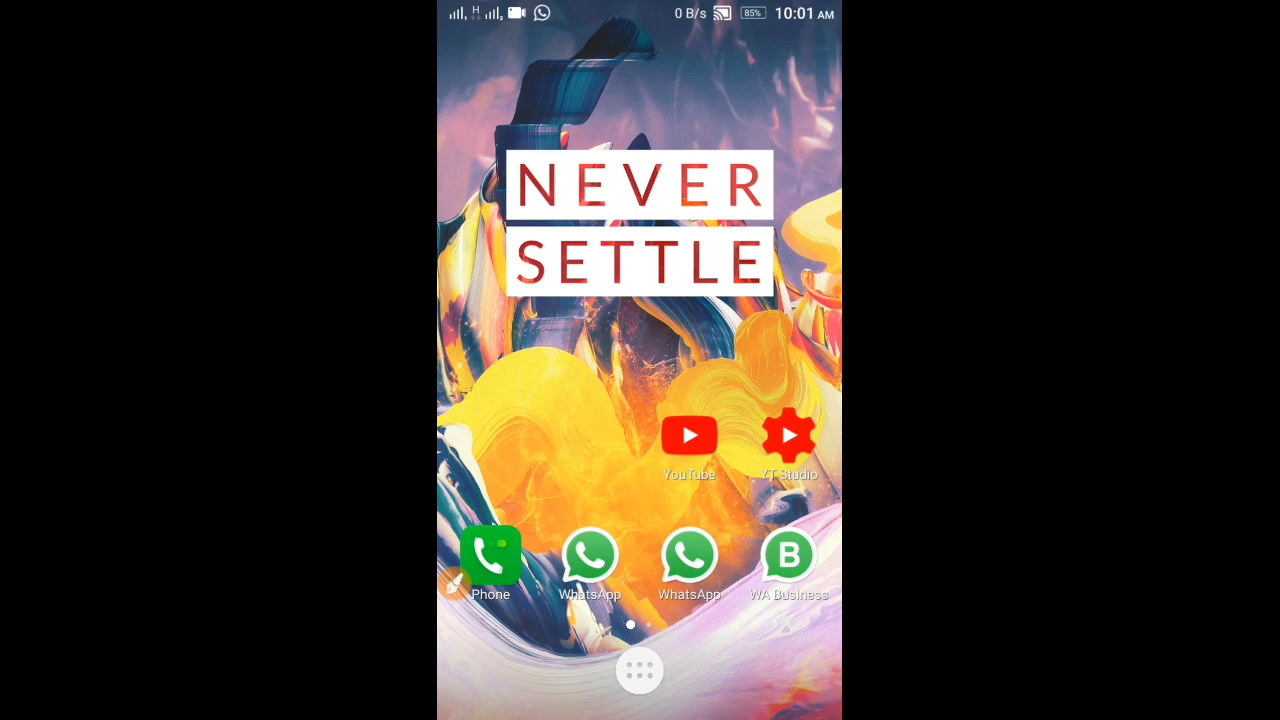 H 0 B/s 85% 10:01 AM
NEVER
SETTLE
YouTube YT Studio
B
Phone WhatsApp WhatsApp WA Business